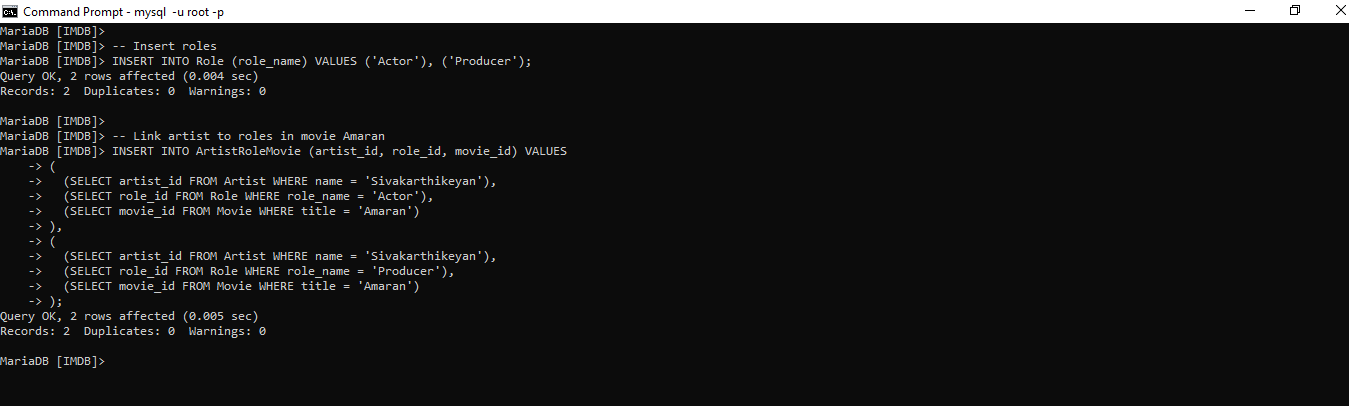 Command Prompt - mysql  -u root -p
MariaDB [IMDB]>
MariaDB [IMDB]> -- Insert roles
MariaDB [IMDB]> INSERT INTO Role (role_name) VALUES ('Actor'), ('Producer');
Query OK, 2 rows affected (0.004 sec)
Records: 2  Duplicates: 0  Warnings: 0
MariaDB [IMDB]>
MariaDB [IMDB]> -- Link artist to roles in movie Amaran
MariaDB [IMDB]> INSERT INTO ArtistRoleMovie (artist_id, role_id, movie_id) VALUES
    -> (
    ->   (SELECT artist_id FROM Artist WHERE name = 'Sivakarthikeyan'),
    ->   (SELECT role_id FROM Role WHERE role_name = 'Actor'),
    ->   (SELECT movie_id FROM Movie WHERE title = 'Amaran')
    -> ),
    -> (
    ->   (SELECT artist_id FROM Artist WHERE name = 'Sivakarthikeyan'),
    ->   (SELECT role_id FROM Role WHERE role_name = 'Producer'),
    ->   (SELECT movie_id FROM Movie WHERE title = 'Amaran')
    -> );
Query OK, 2 rows affected (0.005 sec)
Records: 2  Duplicates: 0  Warnings: 0
MariaDB [IMDB]>